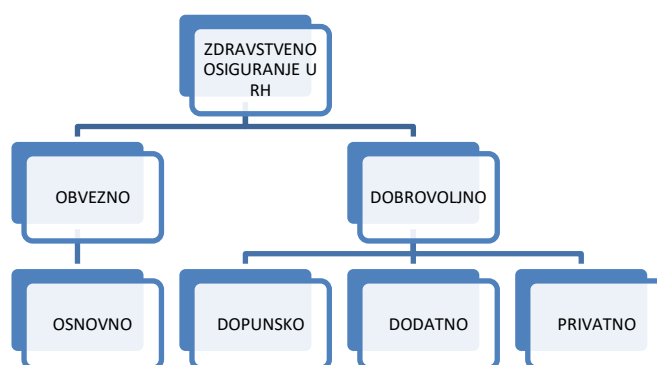 ZDRAVSTVENO
OSIGURANJE U
RH
OBVEZNO
DOBROVOLJNO
OSNOVNO
DOPUNSKO
DODATNO
PRIVATNO